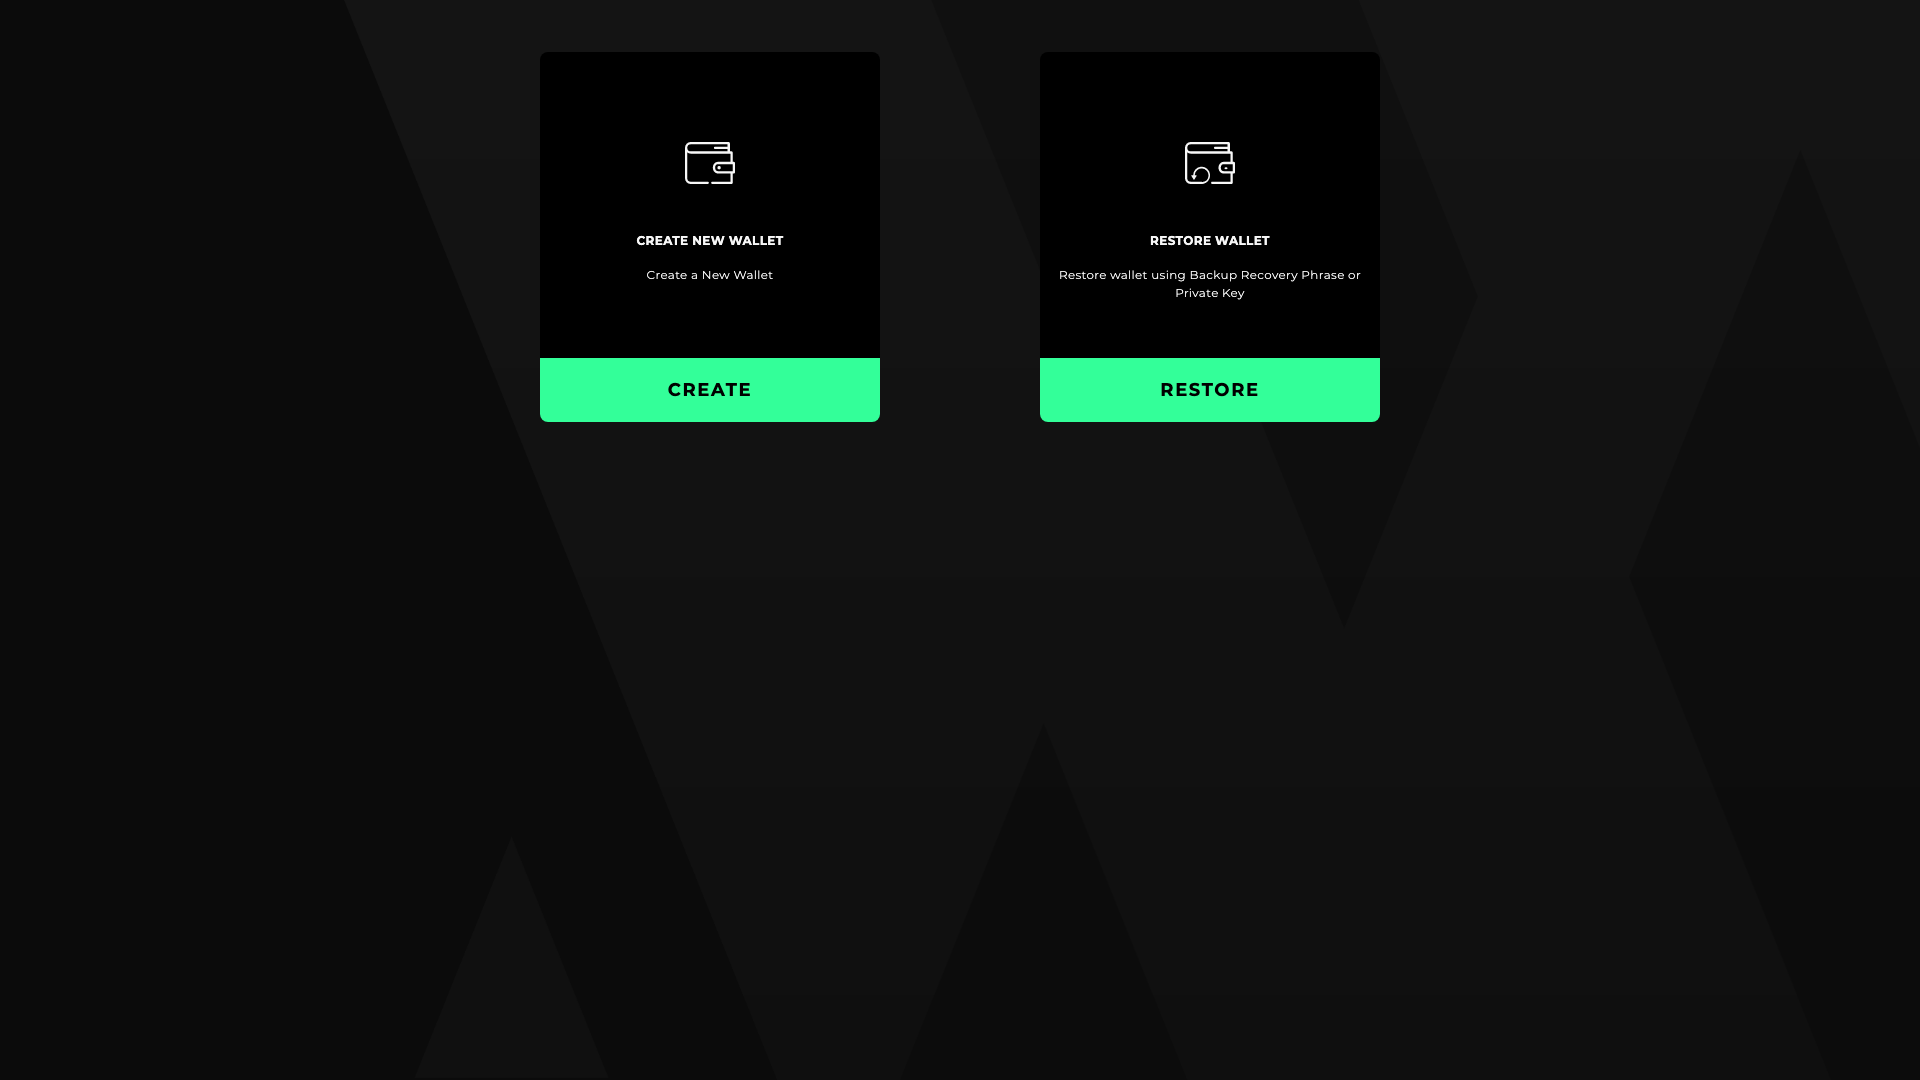 CREATE NEW WALLET
Create a New Wallet
CREATE
RESTORE WALLET
Restore wallet using Backup Recovery Phrase or
Private Key
RESTORE